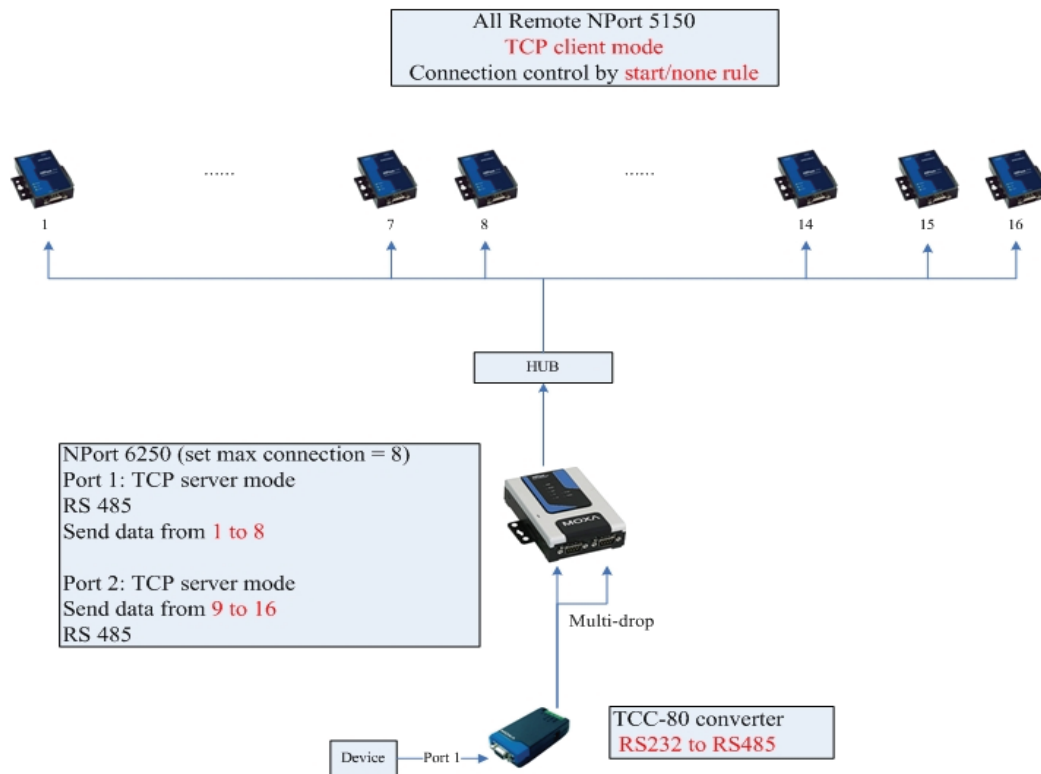 All Remote NPort 5150
TCP client mode
Connection control by start/none rule
......
......
1
7
8
14
15
16
HUB
NPort 6250 (set max connection = 8)
Port 1: TCP server mode
RS 485
Send data from 1 to 8
Port 2: TCP server mode
Send data from 9 to 16
RS 485
MOXA
Multi-drop
TCC-80 converter
RS232 to RS485
Device
Port 1